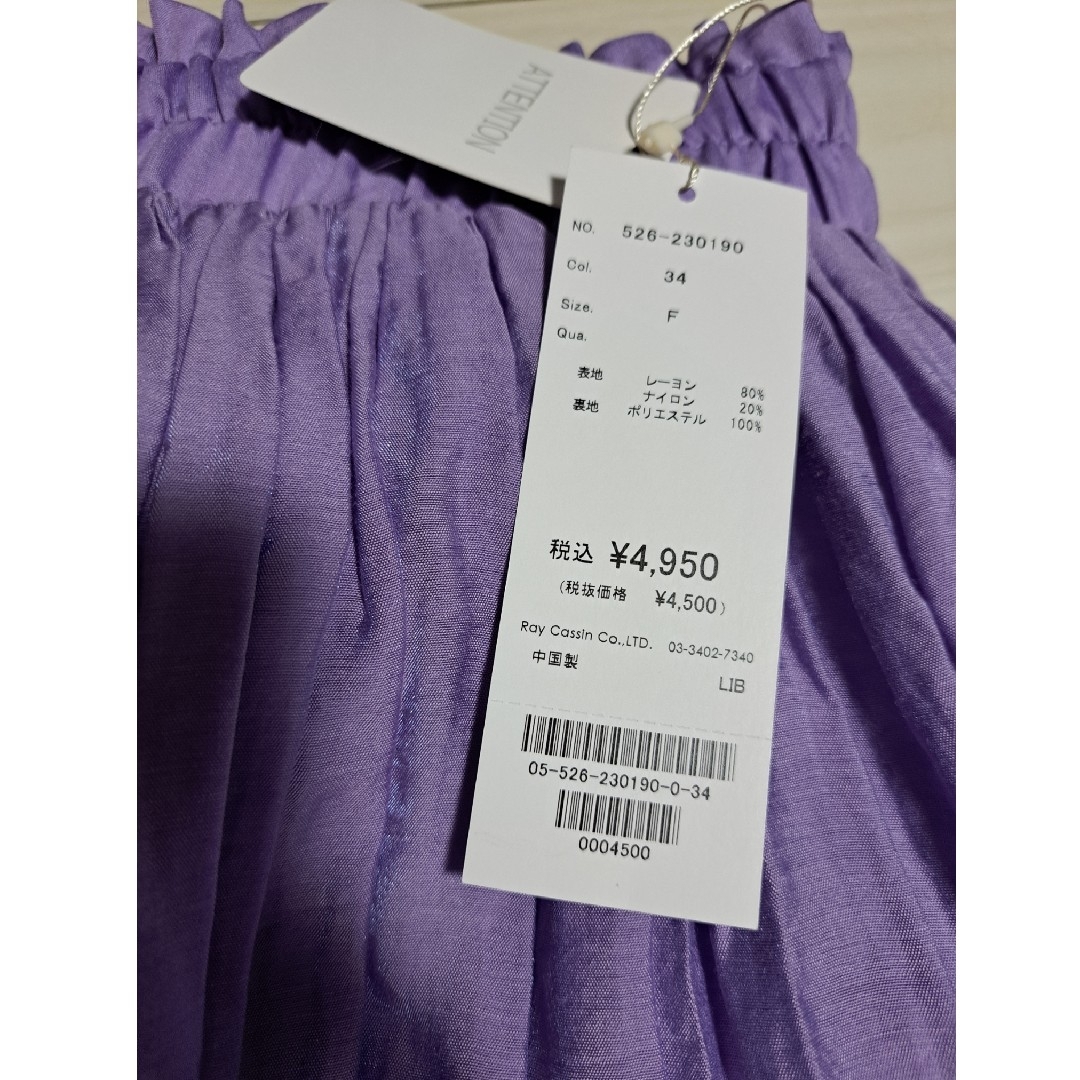 ATTENTION
NO. 526-230190
Col. 34
Size. F
Qua.
表地 レーヨン 80%
ナイロン 20%
裏地 ポリエステル 100%
税込 ¥4,950
(税抜価格 ¥4,500)
Ray Cassin Co.,LTD. 03-3402-7340
中国製
LIB
05-526-230190-0-34
0004500